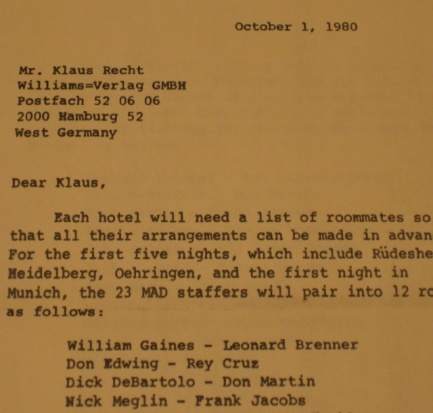 October 1, 1980
Mr. Klaus Recht
Williams=Verlag GMBH
Postfach 52 06 06
2000 Hamburg 52
West Germany
Dear Klaus,
Each hotel will need a list of roommates so
that all their arrangements can be made in advan
For the first five nights, which include Rüdeshe
Heidelberg, Oehringen, and the first night in
Munich, the 23 MAD staffers will pair into 12 ro
as follows:
William Gaines - Leonard Brenner
Don Edwing - Rey Cruz
Dick DeBartolo - Don Martin
Nick Meglin - Frank Jacobs